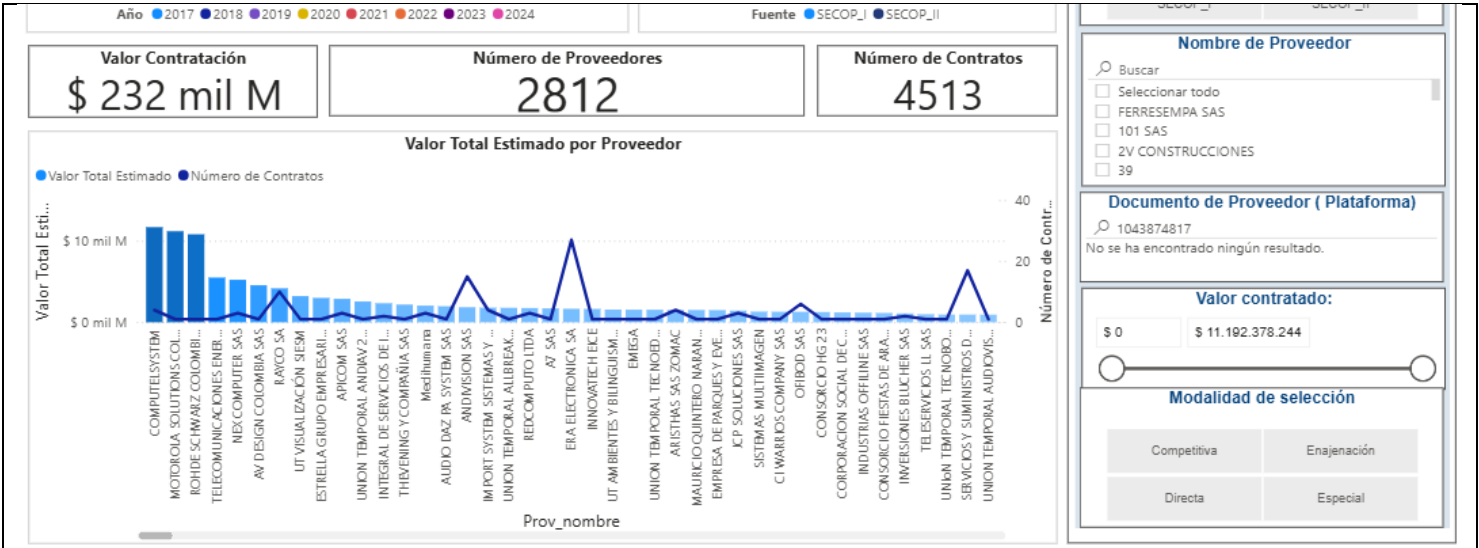 Año 2017 2018 2019 2020 2021 2022 2023 2024
Fuente SECOP_I SECOP_II
Valor Contratación
$ 232 mil M
Número de Proveedores
2812
Número de Contratos
4513
Valor Total Estimado por Proveedor
Valor Total Estimado Número de Contratos
Valor Total Esti...
$ 10 mil M
$ 0 mil M
40
20
0
Número de Contr...
COMPUTELSYSTEM
MOTOROLA SOLUTIONS COL...
ROHDE SCHWARZ COLOMBI...
TELECOMUNICACIONES ENER...
NEX COMPUTER SAS
AV DESIGN COLOMBIA SAS
RAYCO SA
UT VISUALIZACIÓN SIESM
ESTRELLA GRUPO EMPRESARI...
APICOM SAS
UNION TEMPORAL ANDIAV 2...
INTEGRAL DE SERVICIOS DE I...
THEVENING Y COMPAÑIA SAS
Medihumana
AUDIO DAZ PA SYSTEM SAS
ANDIVISION SAS
IMPORT SYSTEM SISTEMAS Y ...
UNION TEMPORAL ALLBREAK...
REDCOMPUTO LTDA
A7 SAS
ERA ELECTRONICA SA
INNOVATECH EICE
UT AMBIENTES Y BILINGUISM...
EMEGA
UNION TEMPORAL TECNOED...
ARISTHAS SAS ZOMAC
MAURICIO QUINTERO NARAN...
EMPRESA DE PARQUES Y EVE...
JCP SOLUCIONES SAS
SISTEMAS MULTIIMAGEN
CI WARRIOS COMPANY SAS
OFIBOD SAS
CONSORCIO HG 23
CORPORACION SOCIAL DE C...
INDUSTRIAS OFFILINE SAS
CONSORCIO FIESTAS DE ARA...
INVERSIONES BLUCHER SAS
TELESERVICIOS LL SAS
UNIoN TEMPORAL TECNOBO...
SERVICIOS Y SUMINISTROS D...
UNION TEMPORAL AUDIOVIS...
Prov_nombre
SECOP_I SECOP_II
Nombre de Proveedor
Buscar
Seleccionar todo
FERRESEMPA SAS
101 SAS
2V CONSTRUCCIONES
39
Documento de Proveedor ( Plataforma)
1043874817
No se ha encontrado ningún resultado.
Valor contratado:
$ 0 $ 11.192.378.244
Modalidad de selección
Competitiva Enajenación
Directa Especial